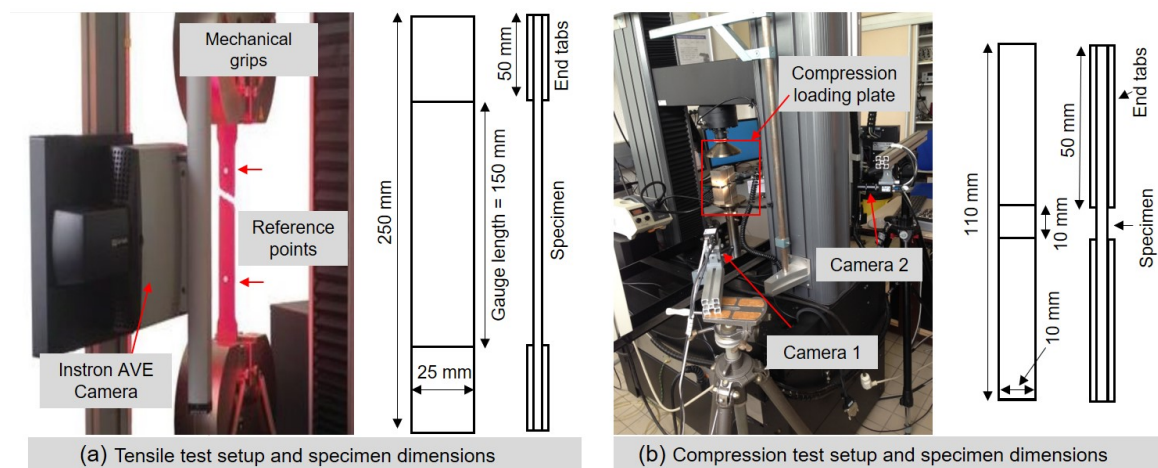 Mechanical
grips
Reference
points
Instron AVE
Camera
250 mm
Gauge length = 150 mm
25 mm
50 mm
End tabs
Specimen
(a) Tensile test setup and specimen dimensions
Compression
loading plate
Camera 2
Camera 1
110 mm
50 mm
10 mm
10 mm
End tabs
Specimen
(b) Compression test setup and specimen dimensions